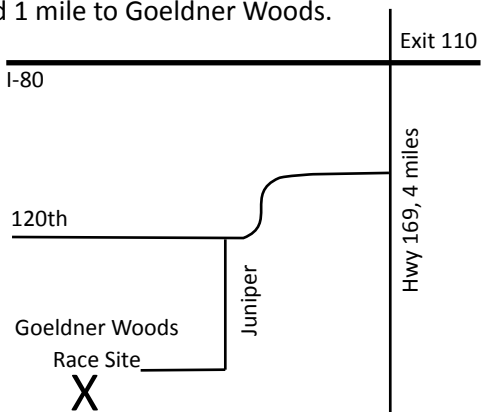 1 mile to Goeldner Woods.
Exit 110
I-80
Hwy 169, 4 miles
120th
Juniper
Goeldner Woods
Race Site
X